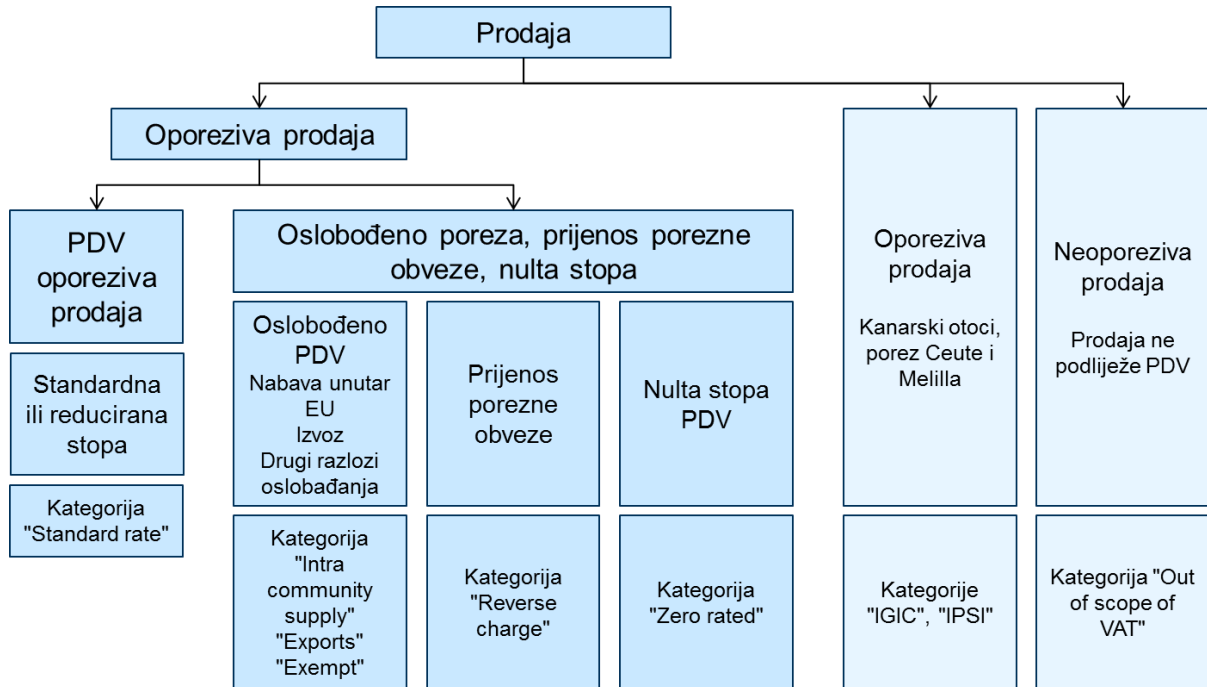 Prodaja
Oporeziva prodaja
PDV
oporeziva
prodaja
Standardna
ili reducirana
stopa
Kategorija
"Standard rate"
Oslobođeno poreza, prijenos porezne
obveze, nulta stopa
Oslobođeno
PDV
Nabava unutar
EU
Izvoz
Drugi razlozi
oslobađanja
Kategorija
"Intra
community
supply"
"Exports"
"Exempt"
Prijenos
porezne
obveze
Kategorija
"Reverse
charge"
Nulta stopa
PDV
Kategorija
"Zero rated"
Oporeziva
prodaja
Kanarski otoci,
porez Ceute i
Melilla
Kategorije
"IGIC", "IPSI"
Neoporeziva
prodaja
Prodaja ne
podliježe PDV
Kategorija "Out
of scope of
VAT"